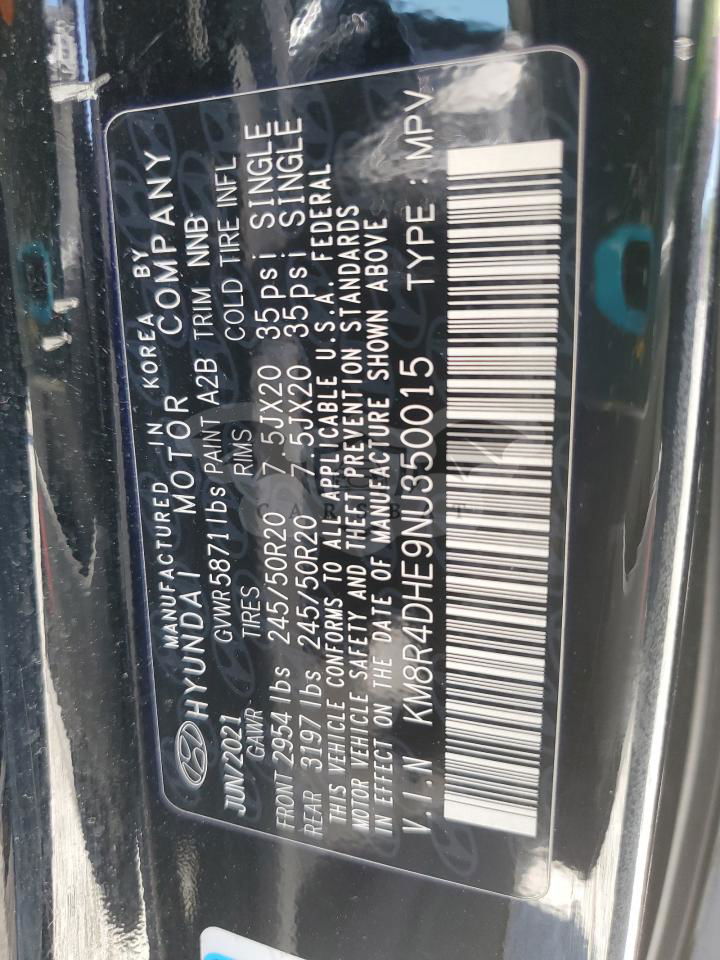 MANUFACTURED IN KOREA BY
HYUNDAI MOTOR COMPANY
JUN/2021 GVWR 5871 lbs PAINT A2B TRIM NNB
GAWR TIRES RIMS COLD TIRE INFL
FRONT 2954 lbs 245/50R20 7.5JX20 35psi SINGLE
REAR 3197 lbs 245/50R20 7.5JX20 35psi SINGLE
THIS VEHICLE CONFORMS TO ALL APPLICABLE U.S.A. FEDERAL
MOTOR VEHICLE SAFETY AND THEFT PREVENTION STANDARDS
IN EFFECT ON THE DATE OF MANUFACTURE SHOWN ABOVE
V.I.N KM8R4DHE9NU350015 TYPE : MPV